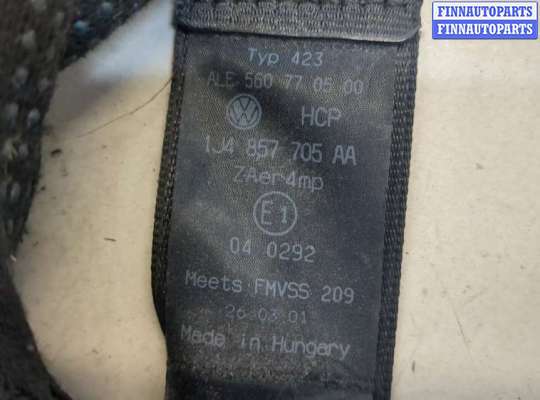 FINNAUTOPARTS
FINNAUTOPARTS
Typ 423
ALE 560 77 05 00
HCP
1J4 857 705 AA
ZAer4mp
E1
04 0292
Meets FMVSS 209
26 03 01
Made in Hungary